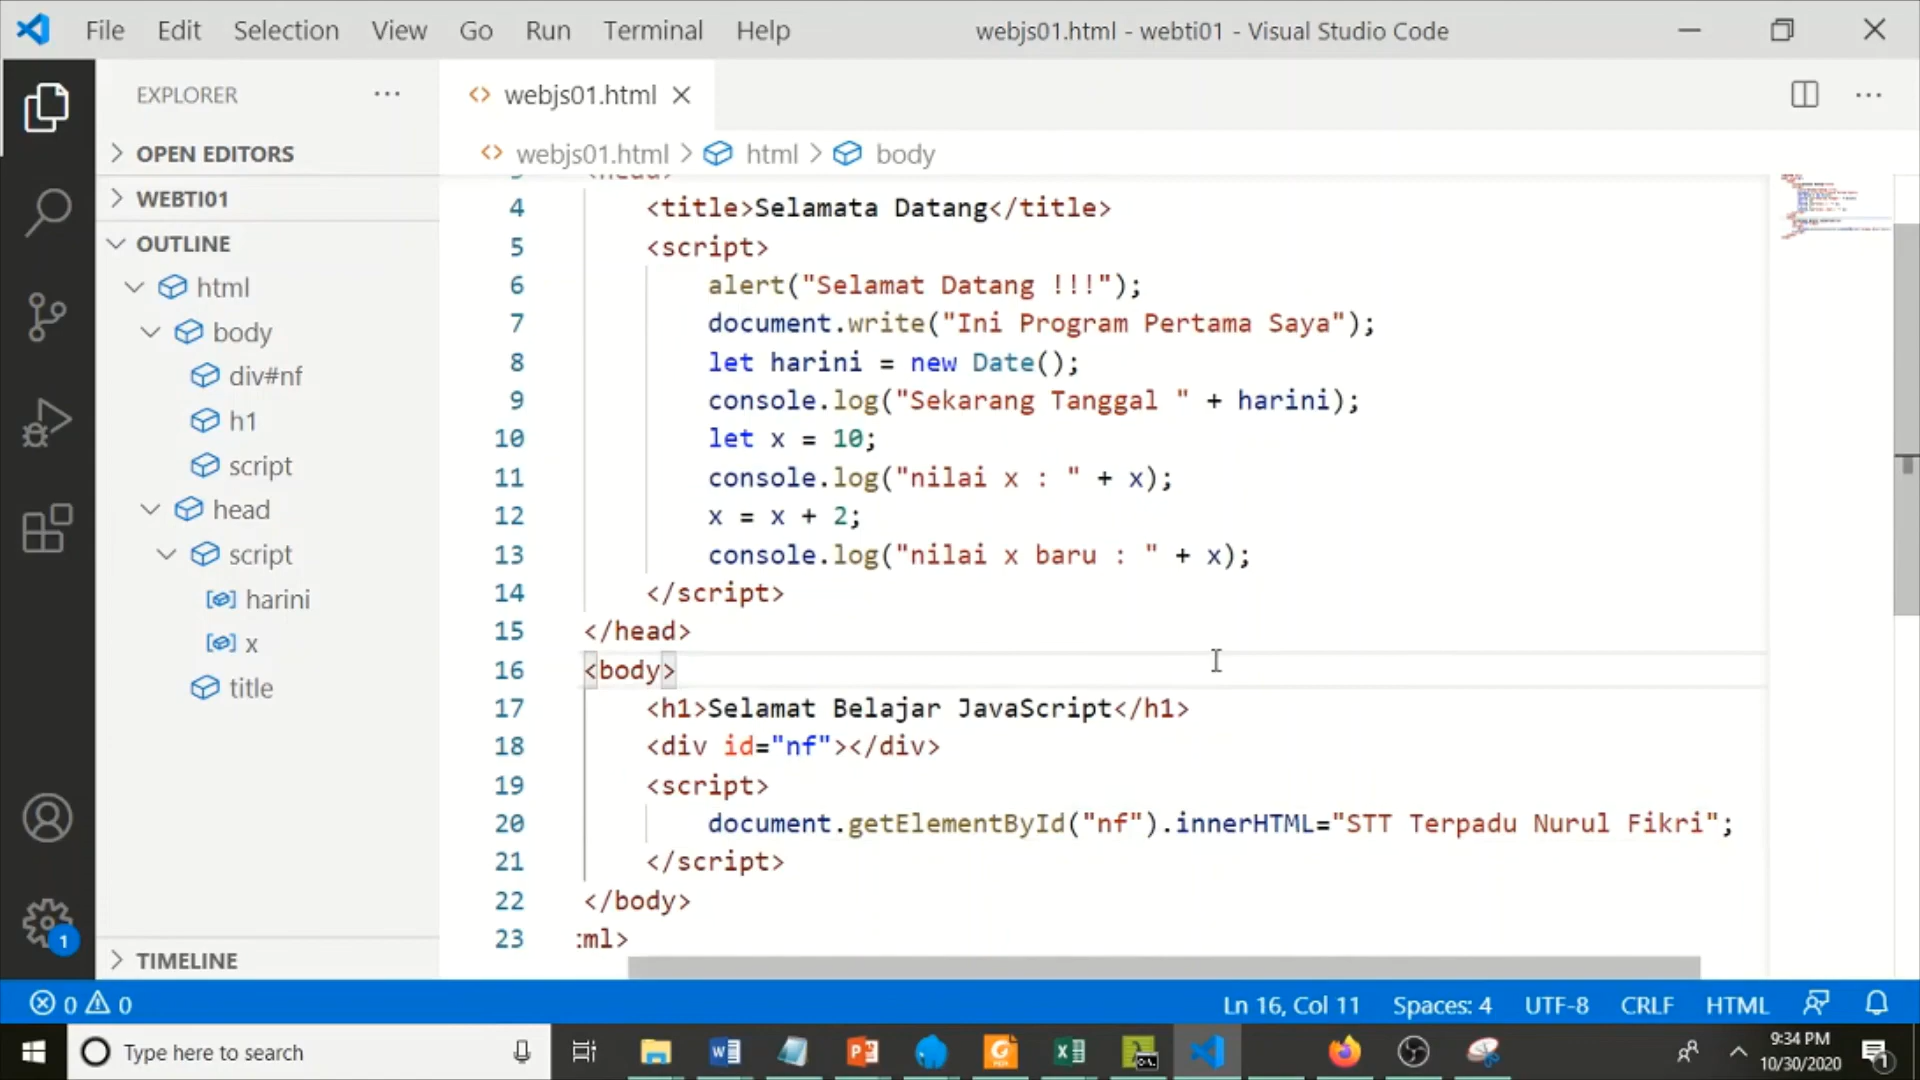 File Edit Selection View Go Run Terminal Help webjs01.html - webti01 - Visual Studio Code
EXPLORER
OPEN EDITORS
WEBTI01
OUTLINE
html
body
div#nf
h1
script
head
script
harini
x
title
TIMELINE
webjs01.html
webjs01.html > html > body
3 <head>
4 <title>Selamata Datang</title>
5 <script>
6 alert("Selamat Datang !!!");
7 document.write("Ini Program Pertama Saya");
8 let harini = new Date();
9 console.log("Sekarang Tanggal " + harini);
10 let x = 10;
11 console.log("nilai x : " + x);
12 x = x + 2;
13 console.log("nilai x baru : " + x);
14 </script>
15 </head>
16 <body>
17 <h1>Selamat Belajar JavaScript</h1>
18 <div id="nf"></div>
19 <script>
20 document.getElementById("nf").innerHTML="STT Terpadu Nurul Fikri";
21 </script>
22 </body>
23 :ml>
1
0 0 Ln 16, Col 11 Spaces: 4 UTF-8 CRLF HTML
Type here to search
9:34 PM
10/30/2020
1